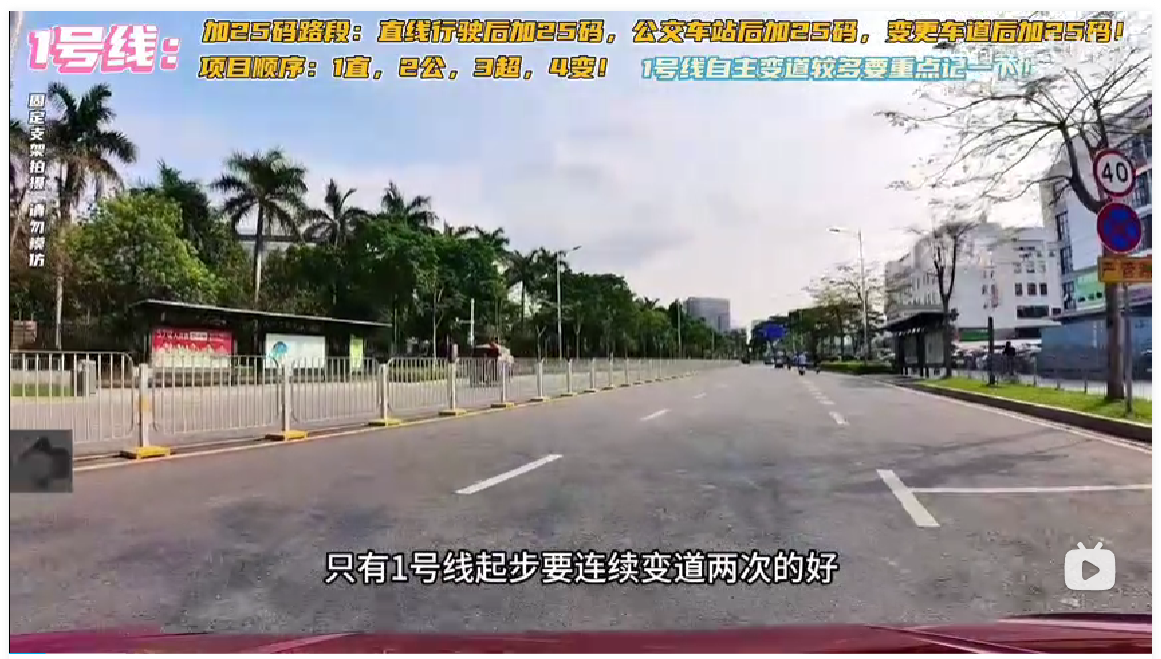 1号线：
加25码路段：直线行驶后加25码，公交车站后加25码，变更车道后加25码！
项目顺序：1直，2公，3超，4变！ 1号线自主变道较多要重点记一下！
固定支架拍摄 请勿模仿
40
只有1号线起步要连续变道两次的好